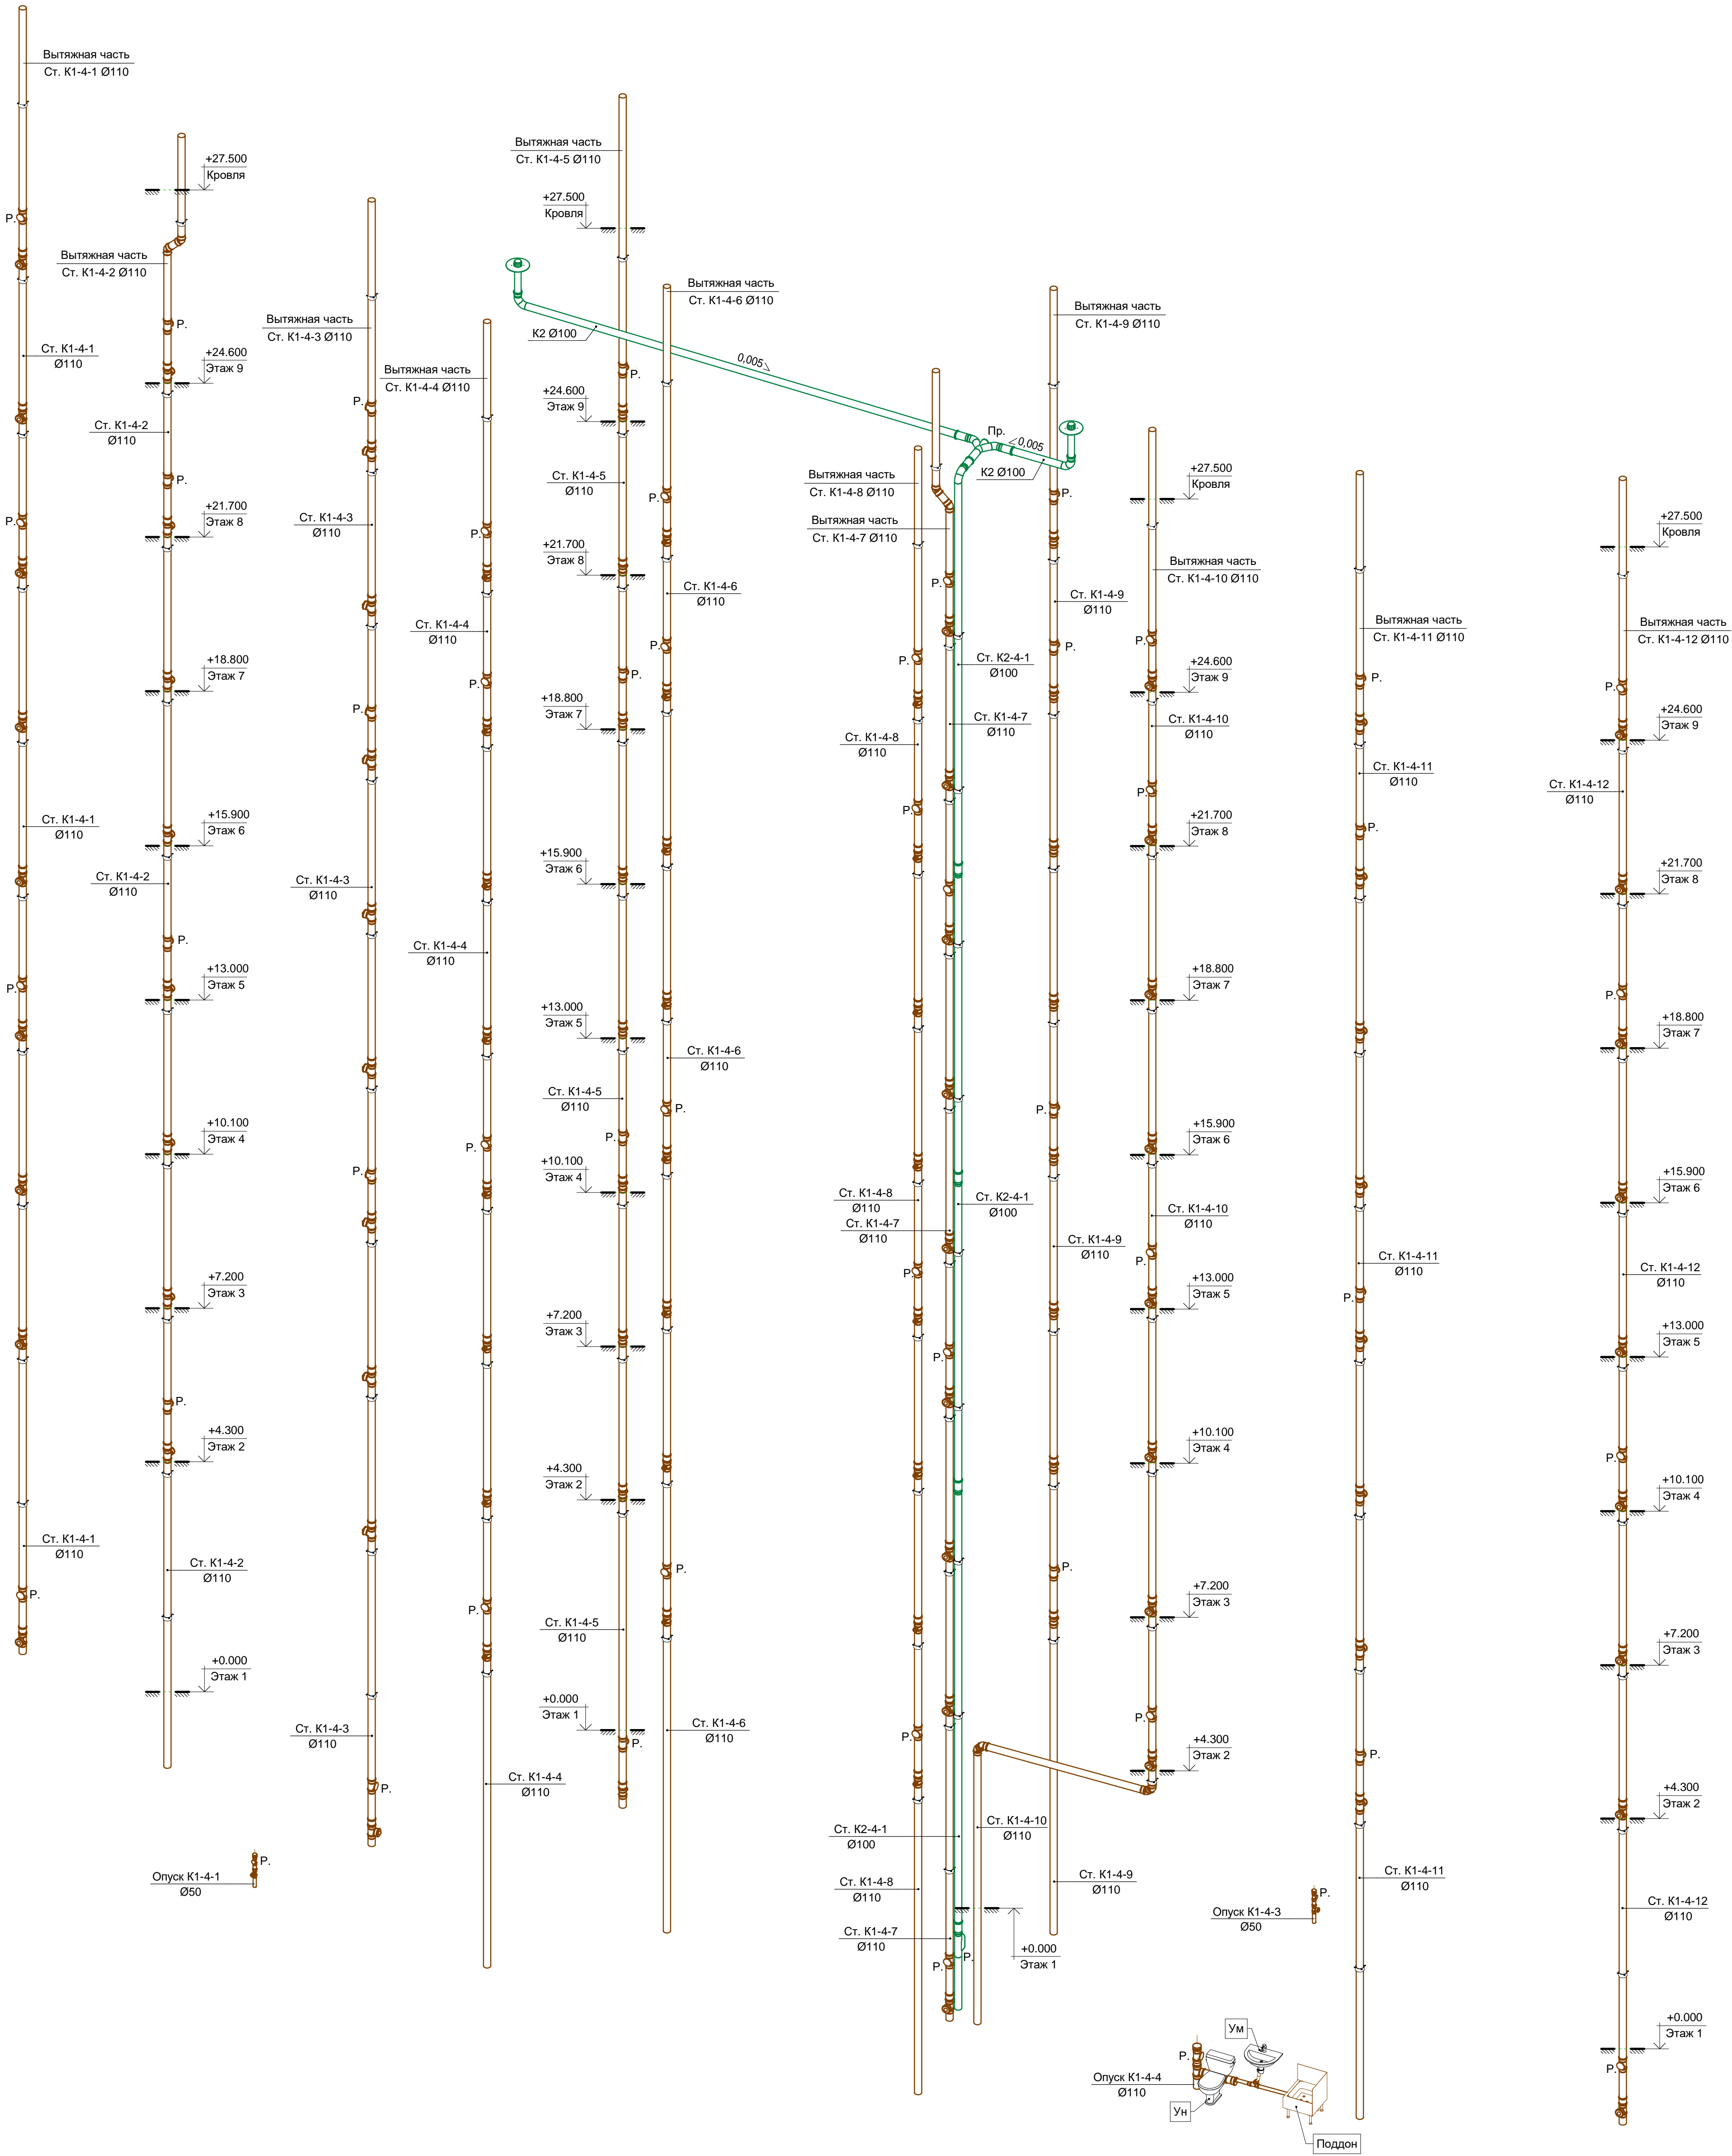 Вытяжная часть
Ст. К1-4-1 Ø110
Р.
Ст. К1-4-1
Ø110
Р.
Ст. К1-4-1
Ø110
Р.
Ст. К1-4-1
Ø110
Р.
+27.500
Кровля
Вытяжная часть
Ст. К1-4-2 Ø110
Р.
+24.600
Этаж 9
Ст. К1-4-2
Ø110
Р.
+21.700
Этаж 8
+18.800
Этаж 7
+15.900
Этаж 6
Ст. К1-4-2
Ø110
Р.
+13.000
Этаж 5
+10.100
Этаж 4
+7.200
Этаж 3
Р.
+4.300
Этаж 2
Ст. К1-4-2
Ø110
+0.000
Этаж 1
Опуск К1-4-1
Ø50
Р.
Вытяжная часть
Ст. К1-4-3 Ø110
Р.
Ст. К1-4-3
Ø110
Р.
Ст. К1-4-3
Ø110
Р.
Ст. К1-4-3
Ø110
Р.
Вытяжная часть
Ст. К1-4-4 Ø110
Р.
Ст. К1-4-4
Ø110
Р.
Ст. К1-4-4
Ø110
Р.
Р.
Ст. К1-4-4
Ø110
Вытяжная часть
Ст. К1-4-5 Ø110
+27.500
Кровля
К2 Ø100
0,005
Р.
+24.600
Этаж 9
Ст. К1-4-5
Ø110
+21.700
Этаж 8
Р.
+18.800
Этаж 7
+15.900
Этаж 6
+13.000
Этаж 5
Ст. К1-4-5
Ø110
Р.
+10.100
Этаж 4
+7.200
Этаж 3
+4.300
Этаж 2
Ст. К1-4-5
Ø110
+0.000
Этаж 1
Р.
Вытяжная часть
Ст. К1-4-6 Ø110
Р.
Ст. К1-4-6
Ø110
Р.
Ст. К1-4-6
Ø110
Р.
Р.
Ст. К1-4-6
Ø110
Вытяжная часть
Ст. К1-4-8 Ø110
Вытяжная часть
Ст. К1-4-7 Ø110
Р.
Р.
Ст. К2-4-1
Ø100
Ст. К1-4-7
Ø110
Ст. К1-4-8
Ø110
Р.
Р.
Ст. К1-4-8
Ø110
Ст. К2-4-1
Ø100
Ст. К1-4-7
Ø110
Р.
Р.
Р.
Ст. К2-4-1
Ø100
Ст. К1-4-8
Ø110
Ст. К1-4-7
Ø110
Р.
Р.
Пр.
0,005
К2 Ø100
Вытяжная часть
Ст. К1-4-9 Ø110
Р.
Ст. К1-4-9
Ø110
Р.
Р.
Ст. К1-4-9
Ø110
Р.
Ст. К1-4-9
Ø110
Ст. К1-4-10
Ø110
+0.000
Этаж 1
+27.500
Кровля
Вытяжная часть
Ст. К1-4-10 Ø110
Р.
+24.600
Этаж 9
Ст. К1-4-10
Ø110
Р.
+21.700
Этаж 8
+18.800
Этаж 7
+15.900
Этаж 6
Ст. К1-4-10
Ø110
Р.
+13.000
Этаж 5
+10.100
Этаж 4
+7.200
Этаж 3
Р.
+4.300
Этаж 2
Опуск К1-4-3
Ø50
Р.
Ум
Р.
Опуск К1-4-4
Ø110
Ун
Поддон
Вытяжная часть
Ст. К1-4-11 Ø110
Р.
Ст. К1-4-11
Ø110
Р.
Ст. К1-4-11
Ø110
Р.
Р.
Ст. К1-4-11
Ø110
+27.500
Кровля
Вытяжная часть
Ст. К1-4-12 Ø110
Р.
+24.600
Этаж 9
Ст. К1-4-12
Ø110
+21.700
Этаж 8
Р.
+18.800
Этаж 7
+15.900
Этаж 6
Ст. К1-4-12
Ø110
+13.000
Этаж 5
Р.
+10.100
Этаж 4
+7.200
Этаж 3
+4.300
Этаж 2
Ст. К1-4-12
Ø110
+0.000
Этаж 1
Р.